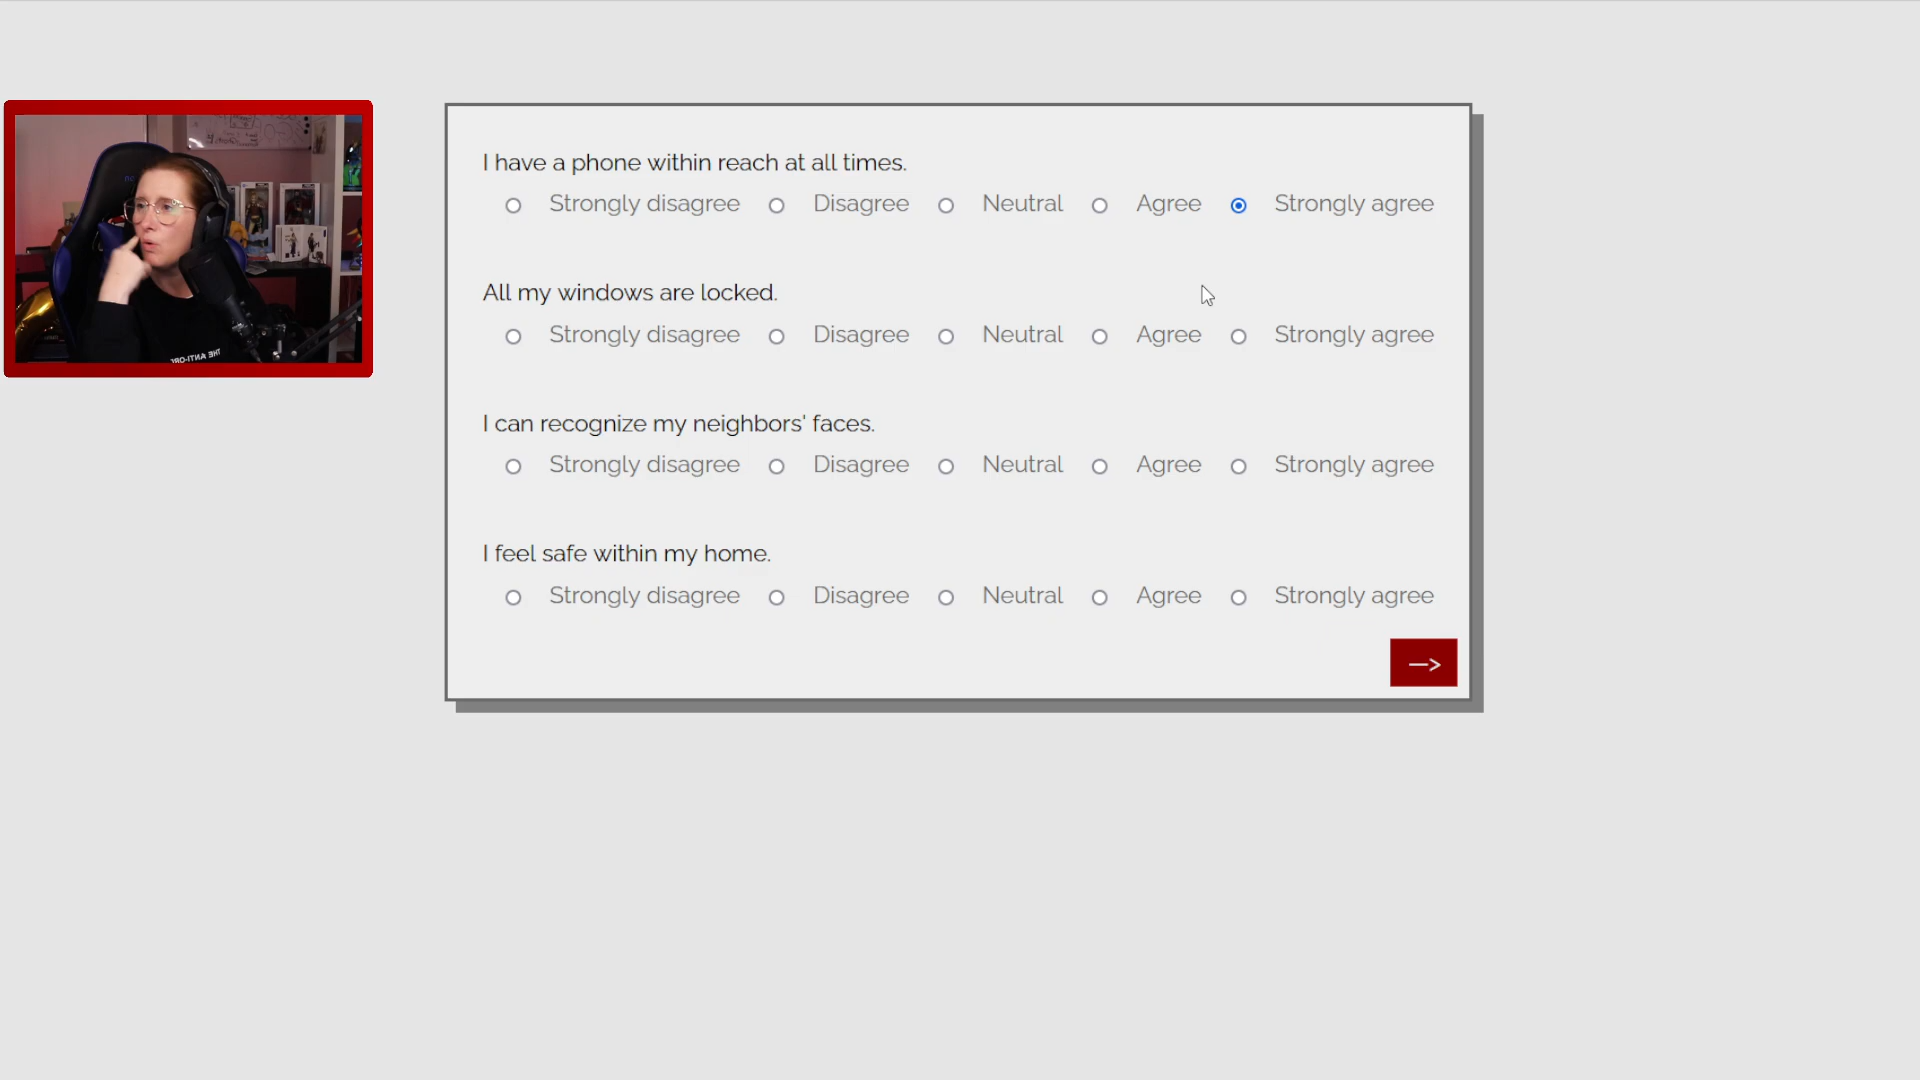 I have a phone within reach at all times.
Strongly disagree Disagree Neutral Agree Strongly agree
All my windows are locked.
Strongly disagree Disagree Neutral Agree Strongly agree
I can recognize my neighbors' faces.
Strongly disagree Disagree Neutral Agree Strongly agree
I feel safe within my home.
Strongly disagree Disagree Neutral Agree Strongly agree
—>